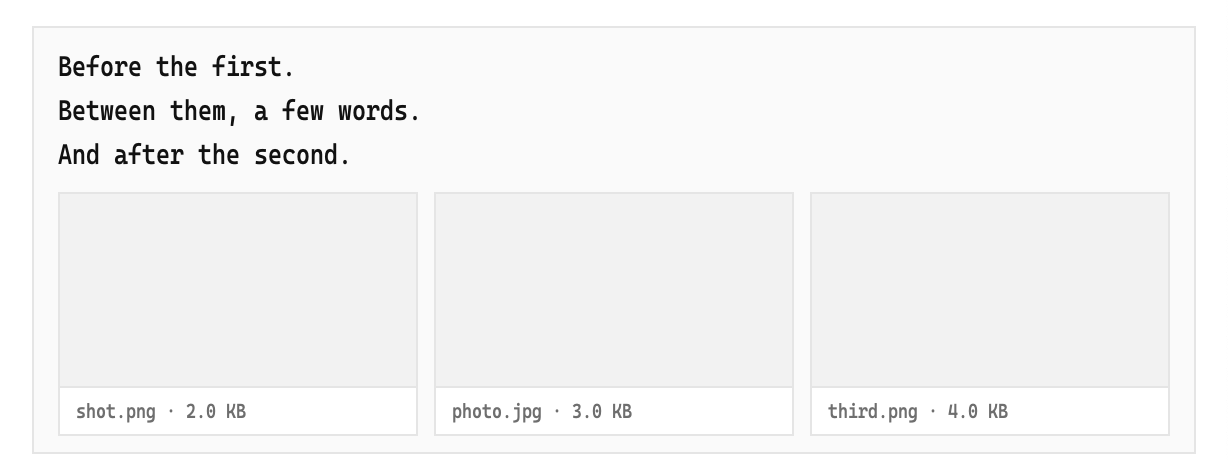 Before the first.
Between them, a few words.
And after the second.
shot.png · 2.0 KB
photo.jpg · 3.0 KB
third.png · 4.0 KB